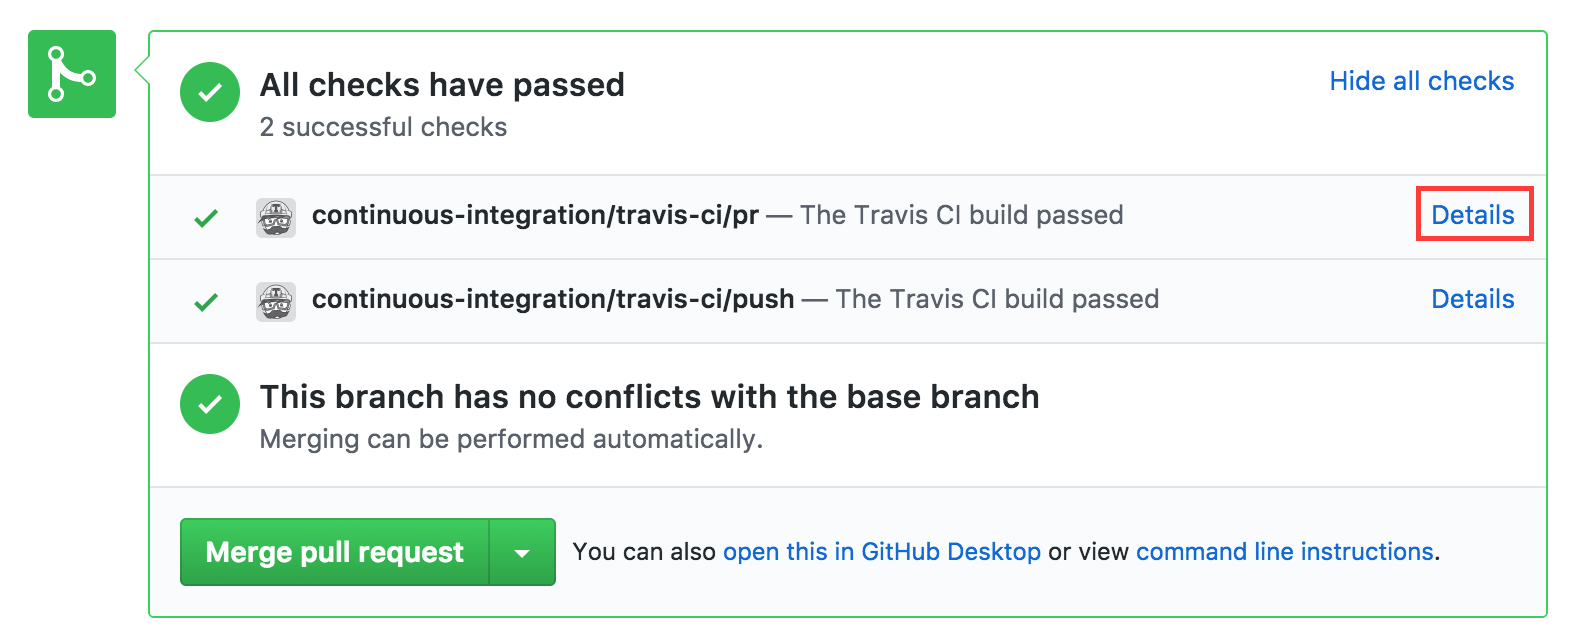 All checks have passed
Hide all checks
2 successful checks
continuous-integration/travis-ci/pr — The Travis CI build passed
Details
continuous-integration/travis-ci/push — The Travis CI build passed
Details
This branch has no conflicts with the base branch
Merging can be performed automatically.
Merge pull request
You can also open this in GitHub Desktop or view command line instructions.